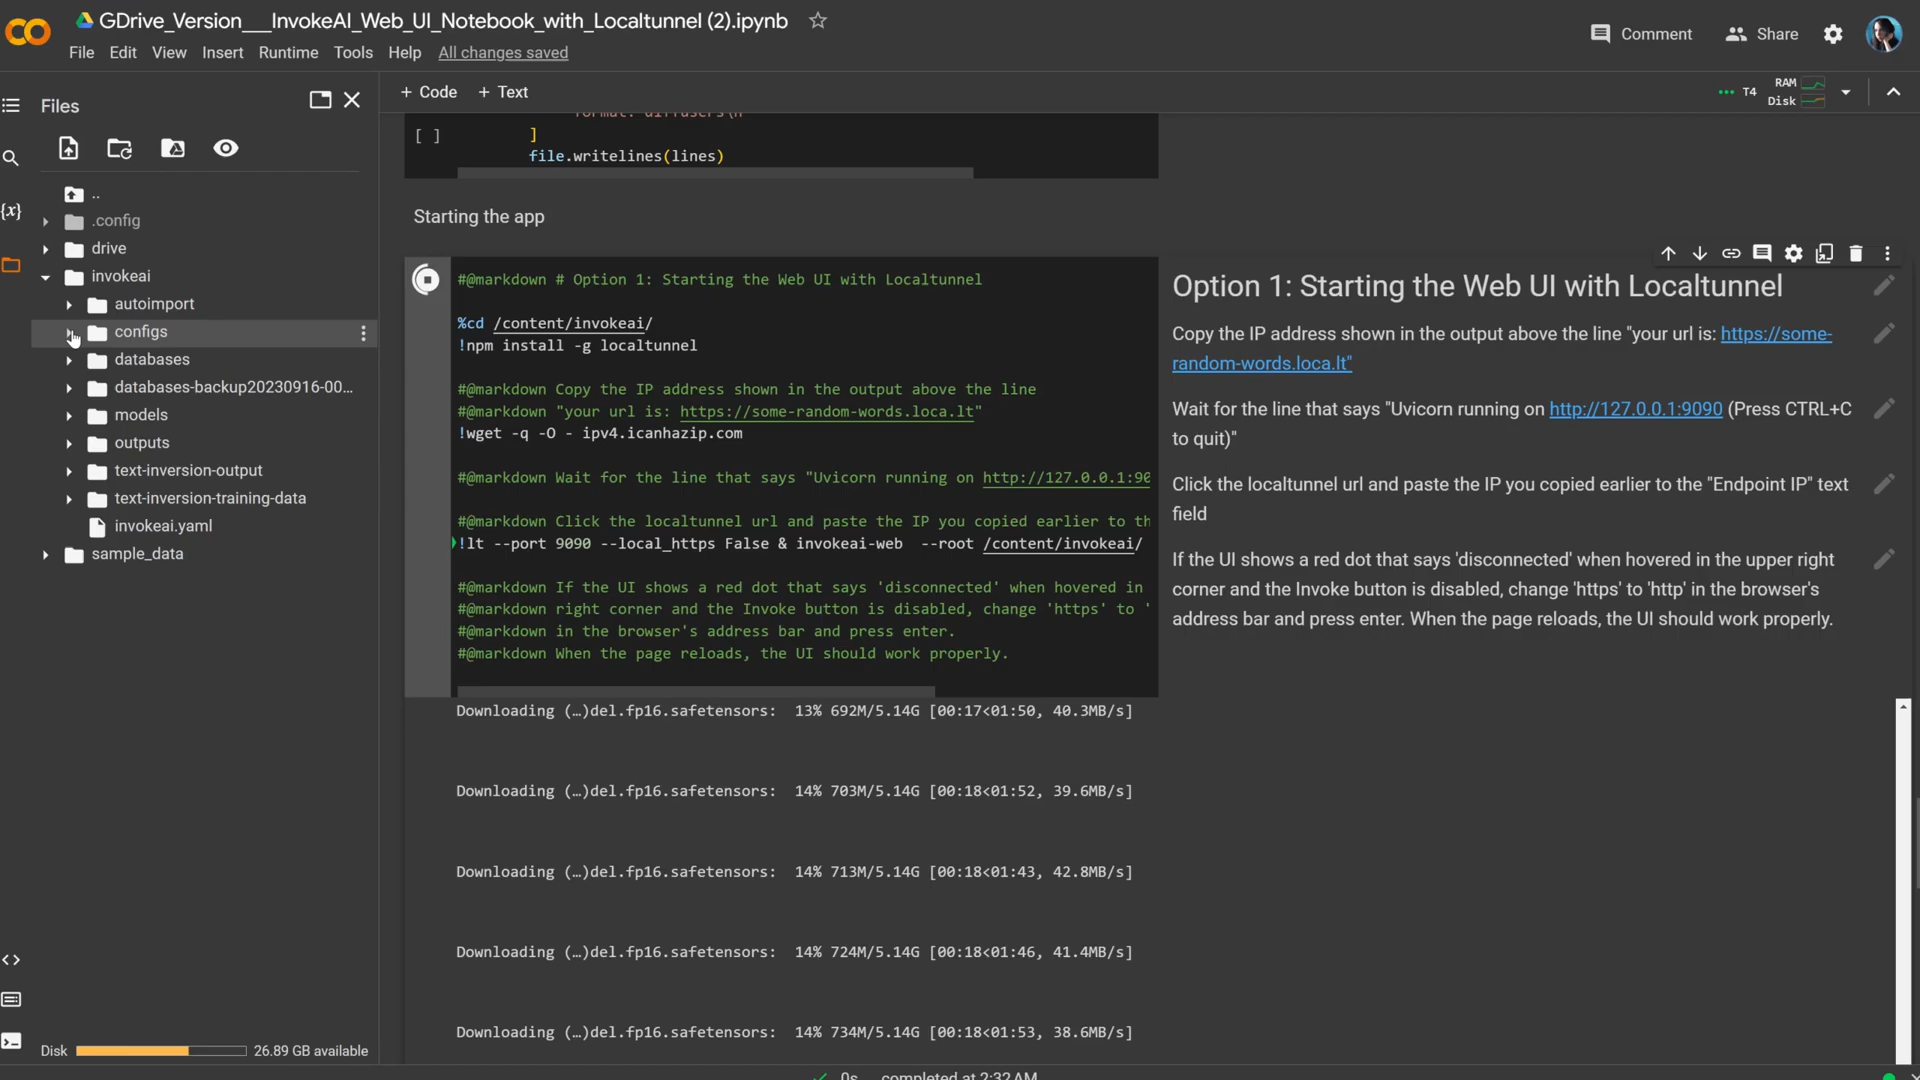 GDrive_Version___InvokeAI_Web_UI_Notebook_with_Localtunnel (2).ipynb
File Edit View Insert Runtime Tools Help All changes saved
Comment
Share
Files
+ Code + Text
T4
RAM
Disk
..
.config
drive
invokeai
autoimport
configs
databases
databases-backup20230916-00...
models
outputs
text-inversion-output
text-inversion-training-data
invokeai.yaml
sample_data
{x}
Disk
26.89 GB available
[ ]
format: diffusers\n
]
file.writelines(lines)
Starting the app
#@markdown # Option 1: Starting the Web UI with Localtunnel
%cd /content/invokeai/
!npm install -g localtunnel
#@markdown Copy the IP address shown in the output above the line
#@markdown "your url is: https://some-random-words.loca.lt"
!wget -q -O - ipv4.icanhazip.com
#@markdown Wait for the line that says "Uvicorn running on http://127.0.0.1:90
#@markdown Click the localtunnel url and paste the IP you copied earlier to th
!lt --port 9090 --local_https False & invokeai-web --root /content/invokeai/
#@markdown If the UI shows a red dot that says 'disconnected' when hovered in
#@markdown right corner and the Invoke button is disabled, change 'https' to '
#@markdown in the browser's address bar and press enter.
#@markdown When the page reloads, the UI should work properly.
Option 1: Starting the Web UI with Localtunnel
Copy the IP address shown in the output above the line "your url is: https://some-
random-words.loca.lt"
Wait for the line that says "Uvicorn running on http://127.0.0.1:9090 (Press CTRL+C
to quit)"
Click the localtunnel url and paste the IP you copied earlier to the "Endpoint IP" text
field
If the UI shows a red dot that says 'disconnected' when hovered in the upper right
corner and the Invoke button is disabled, change 'https' to 'http' in the browser's
address bar and press enter. When the page reloads, the UI should work properly.
Downloading (…)del.fp16.safetensors: 13% 692M/5.14G [00:17<01:50, 40.3MB/s]
Downloading (…)del.fp16.safetensors: 14% 703M/5.14G [00:18<01:52, 39.6MB/s]
Downloading (…)del.fp16.safetensors: 14% 713M/5.14G [00:18<01:43, 42.8MB/s]
Downloading (…)del.fp16.safetensors: 14% 724M/5.14G [00:18<01:46, 41.4MB/s]
Downloading (…)del.fp16.safetensors: 14% 734M/5.14G [00:18<01:53, 38.6MB/s]
0s completed at 2:32 AM